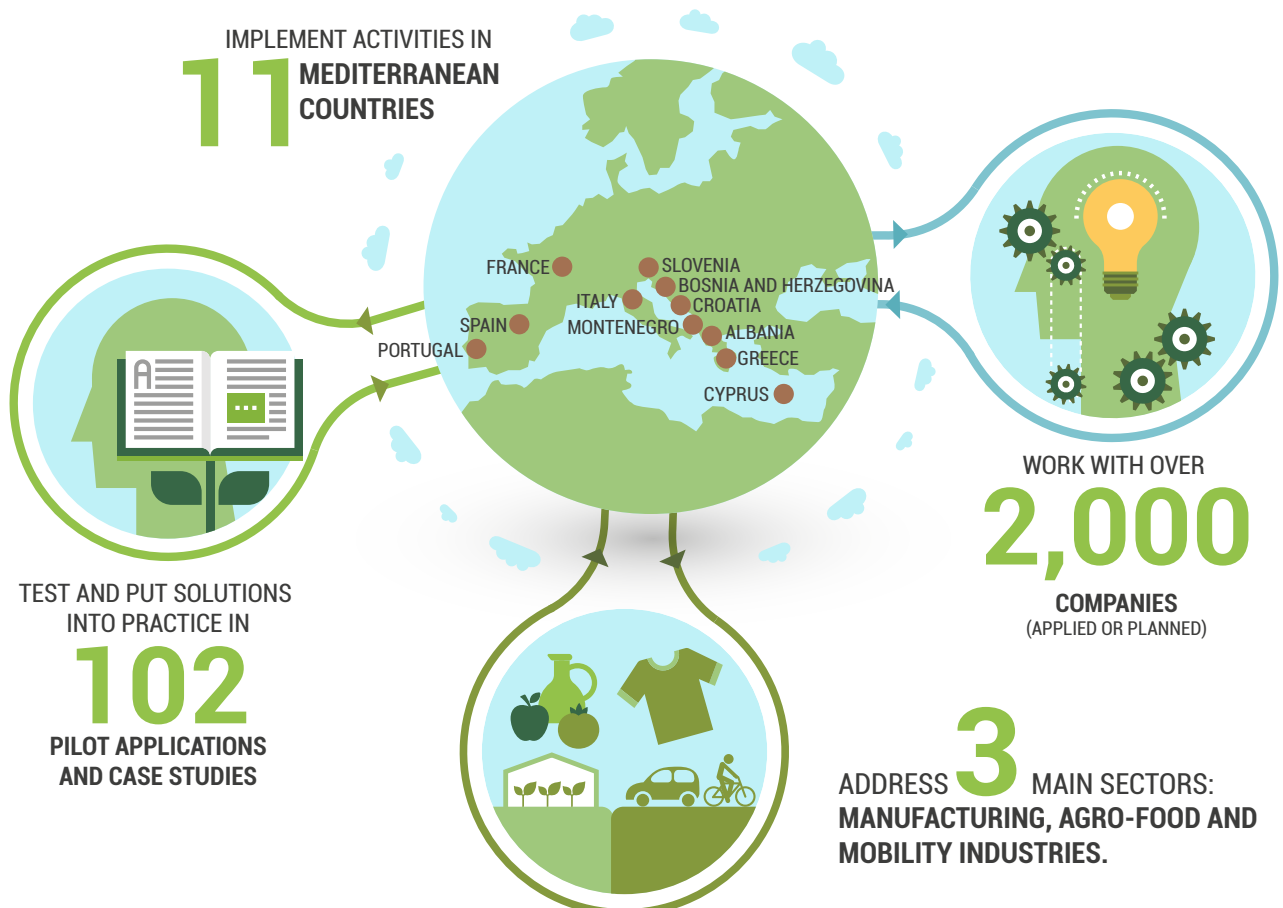 IMPLEMENT ACTIVITIES IN
11 MEDITERRANEAN
COUNTRIES
FRANCE
SLOVENIA
BOSNIA AND HERZEGOVINA
ITALY
CROATIA
SPAIN
MONTENEGRO
ALBANIA
PORTUGAL
GREECE
CYPRUS
A
...
TEST AND PUT SOLUTIONS
INTO PRACTICE IN
102
PILOT APPLICATIONS
AND CASE STUDIES
WORK WITH OVER
2,000
COMPANIES
(APPLIED OR PLANNED)
ADDRESS 3 MAIN SECTORS:
MANUFACTURING, AGRO-FOOD AND
MOBILITY INDUSTRIES.